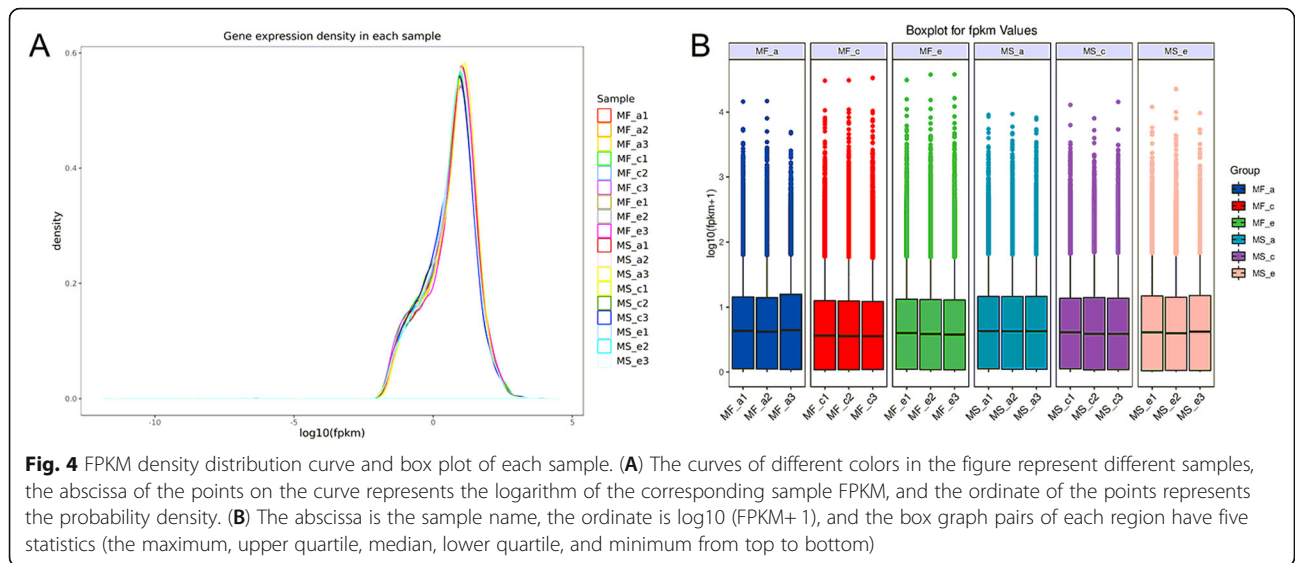 A
Gene expression density in each sample
density
0.6
0.4
0.2
0.0
-10
-5
0
5
log10(fpkm)
Sample
MF_a1
MF_a2
MF_a3
MF_c1
MF_c2
MF_c3
MF_e1
MF_e2
MF_e3
MS_a1
MS_a2
MS_a3
MS_c1
MS_c2
MS_c3
MS_e1
MS_e2
MS_e3
B
Boxplot for fpkm Values
MF_a
MF_c
MF_e
MS_a
MS_c
MS_e
log10(fpkm+1)
4
3
2
1
0
MF_a1
MF_a2
MF_a3
MF_c1
MF_c2
MF_c3
MF_e1
MF_e2
MF_e3
MS_a1
MS_a2
MS_a3
MS_c1
MS_c2
MS_c3
MS_e1
MS_e2
MS_e3
Group
MF_a
MF_c
MF_e
MS_a
MS_c
MS_e
Fig. 4 FPKM density distribution curve and box plot of each sample. (A) The curves of different colors in the figure represent different samples,
the abscissa of the points on the curve represents the logarithm of the corresponding sample FPKM, and the ordinate of the points represents
the probability density. (B) The abscissa is the sample name, the ordinate is log10 (FPKM+ 1), and the box graph pairs of each region have five
statistics (the maximum, upper quartile, median, lower quartile, and minimum from top to bottom)